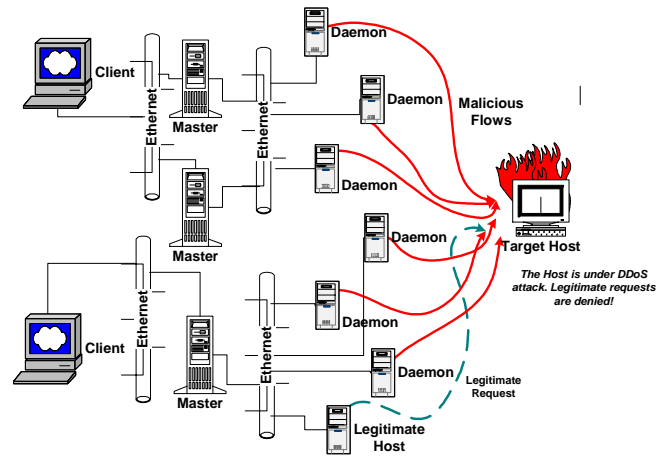 Daemon
Client
Ethernet
Master
Ethernet
Daemon
Malicious
Flows
Daemon
Master
Target Host
The Host is under DDoS
attack. Legitimate requests
are denied!
Daemon
Ethernet
Ethernet
Daemon
Client
Master
Daemon
Legitimate
Request
Legitimate
Host